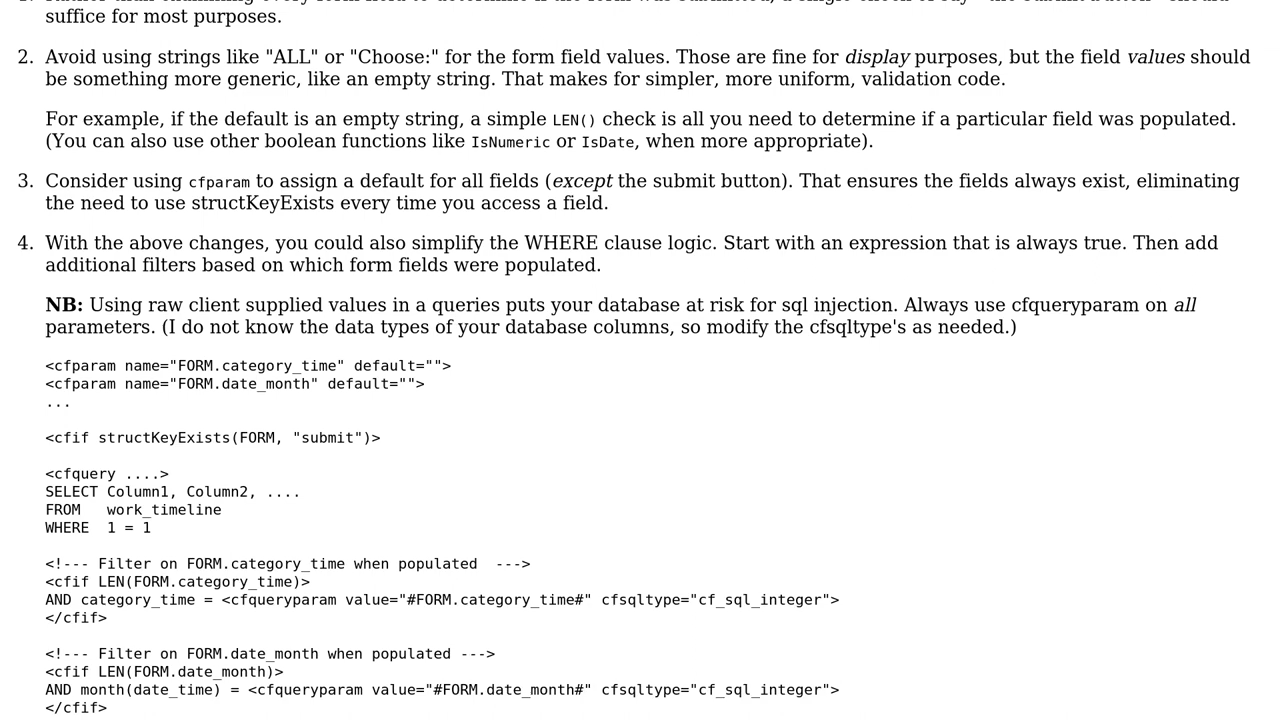 suffice for most purposes.
2. Avoid using strings like "ALL" or "Choose:" for the form field values. Those are fine for display purposes, but the field values should
be something more generic, like an empty string. That makes for simpler, more uniform, validation code.
For example, if the default is an empty string, a simple LEN() check is all you need to determine if a particular field was populated.
(You can also use other boolean functions like IsNumeric or IsDate, when more appropriate).
3. Consider using cfparam to assign a default for all fields (except the submit button). That ensures the fields always exist, eliminating
the need to use structKeyExists every time you access a field.
4. With the above changes, you could also simplify the WHERE clause logic. Start with an expression that is always true. Then add
additional filters based on which form fields were populated.
NB: Using raw client supplied values in a queries puts your database at risk for sql injection. Always use cfqueryparam on all
parameters. (I do not know the data types of your database columns, so modify the cfsqltype's as needed.)
<cfparam name="FORM.category_time" default="">
<cfparam name="FORM.date_month" default="">
...
<cfif structKeyExists(FORM, "submit")>
<cfquery ....>
SELECT Column1, Column2, ....
FROM   work_timeline
WHERE  1 = 1
<!--- Filter on FORM.category_time when populated  --->
<cfif LEN(FORM.category_time)>
AND category_time = <cfqueryparam value="#FORM.category_time#" cfsqltype="cf_sql_integer">
</cfif>
<!--- Filter on FORM.date_month when populated --->
<cfif LEN(FORM.date_month)>
AND month(date_time) = <cfqueryparam value="#FORM.date_month#" cfsqltype="cf_sql_integer">
</cfif>